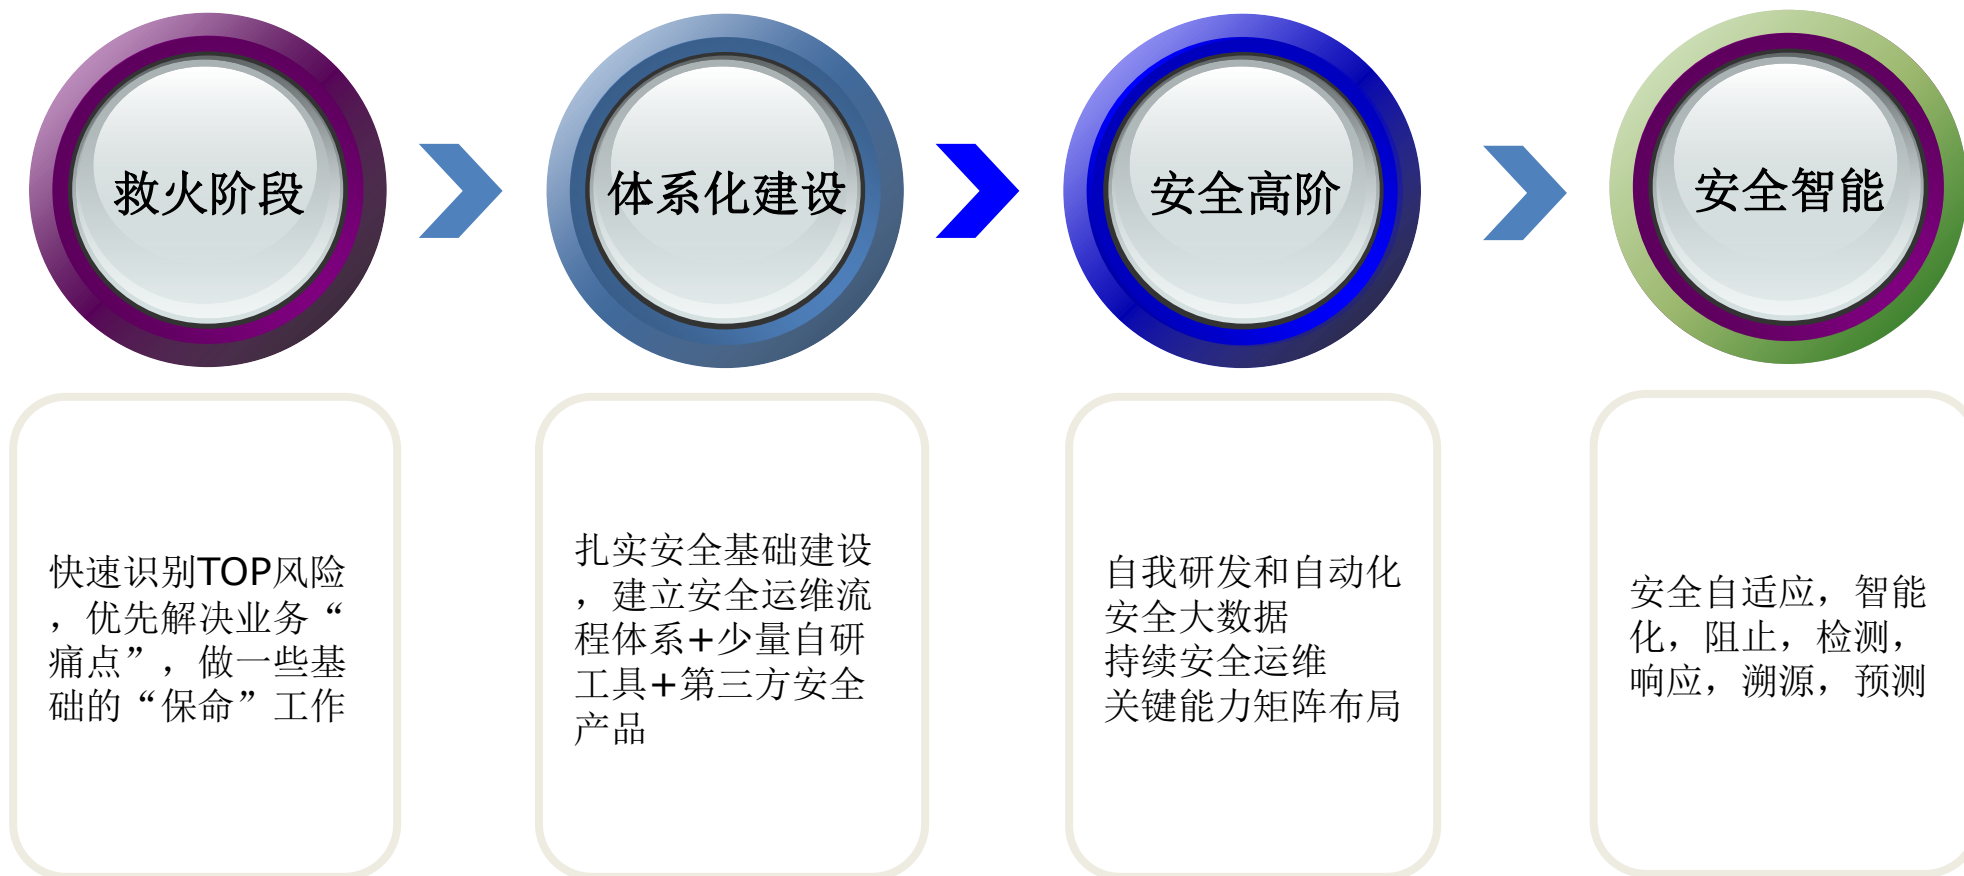 救火阶段
体系化建设
安全高阶
安全智能
快速识别TOP风险
，优先解决业务“
痛点”，做一些基
础的“保命”工作
扎实安全基础建设
，建立安全运维流
程体系+少量自研
工具+第三方安全
产品
自我研发和自动化
安全大数据
持续安全运维
关键能力矩阵布局
安全自适应，智能
化，阻止，检测，
响应，溯源，预测